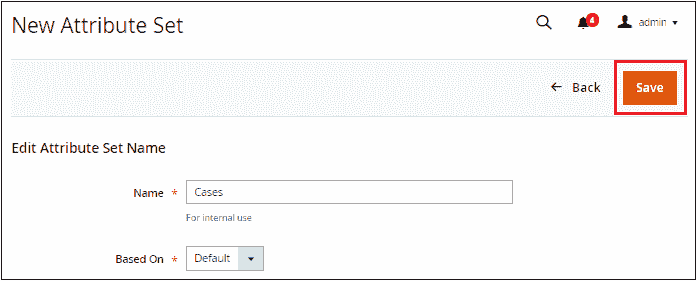 New Attribute Set
4
admin
Back
Save
Edit Attribute Set Name
Name *
Cases
For internal use
Based On *
Default